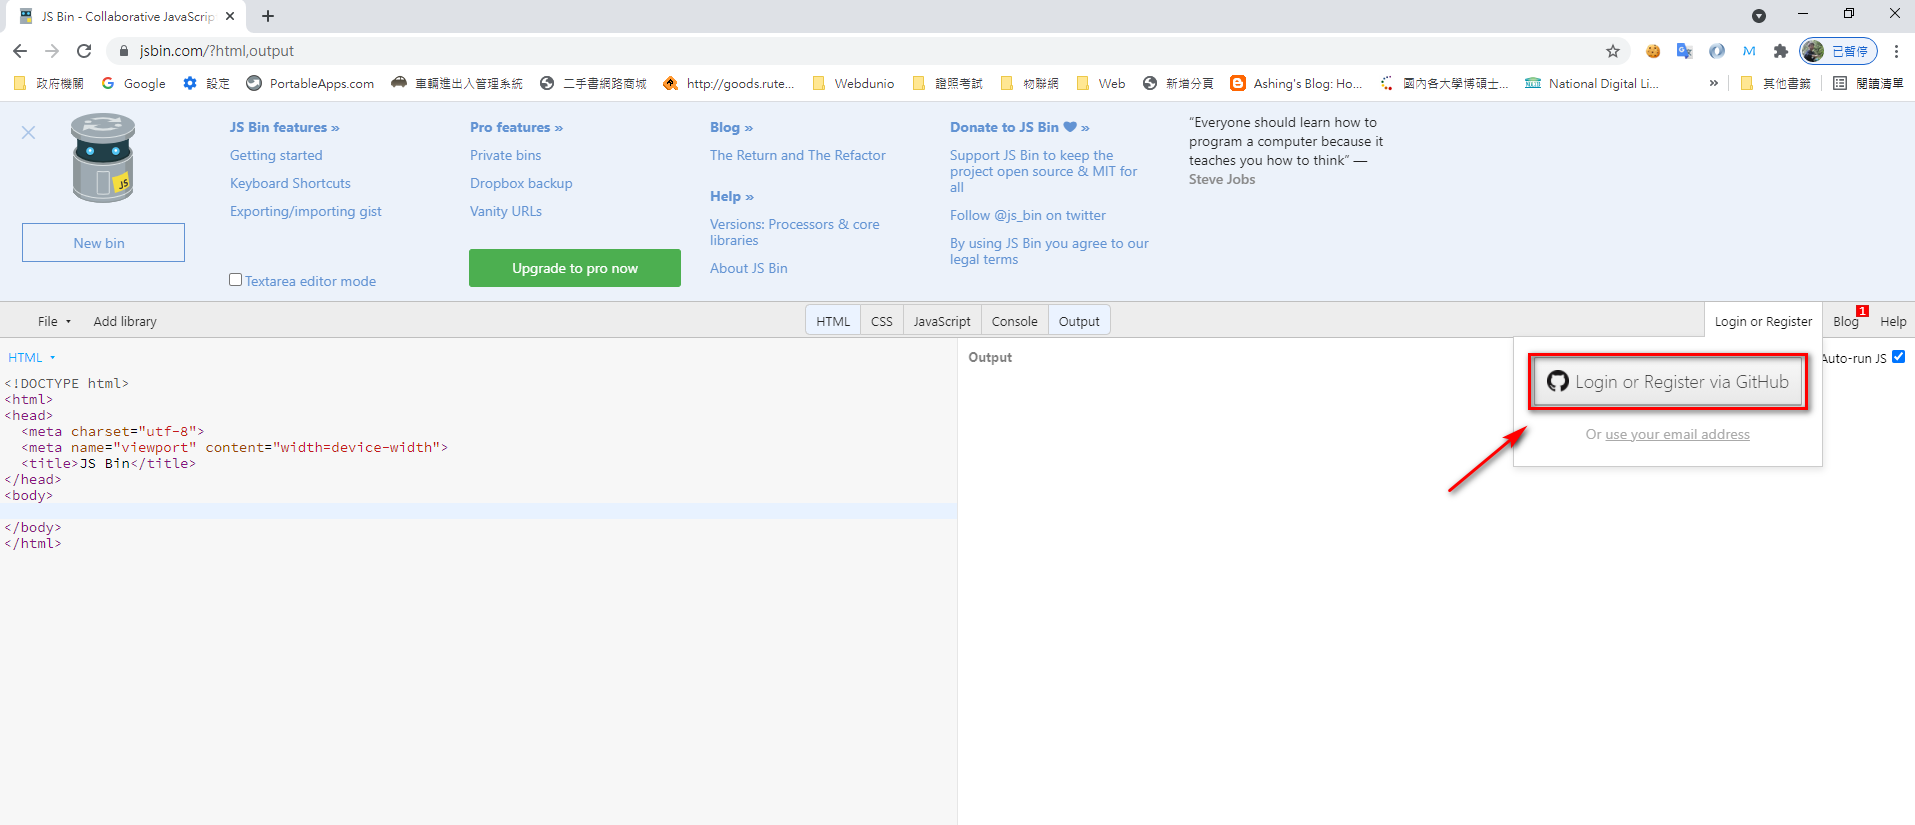 JS Bin - Collaborative JavaScrip
jsbin.com/?html,output
M
已暫停
政府機關
Google
設定
PortableApps.com
車輛進出入管理系統
二手書網路商城
http://goods.rute...
Webdunio
證照考試
物聯網
Web
新增分頁
Ashing's Blog: Ho...
國內各大學博碩士...
National Digital Li...
»
其他書籤
閱讀清單
JS
New bin
JS Bin features »
Getting started
Keyboard Shortcuts
Exporting/importing gist
Textarea editor mode
Pro features »
Private bins
Dropbox backup
Vanity URLs
Upgrade to pro now
Blog »
The Return and The Refactor
Help »
Versions: Processors & core
libraries
About JS Bin
Donate to JS Bin ♥ »
Support JS Bin to keep the
project open source & MIT for
all
Follow @js_bin on twitter
By using JS Bin you agree to our
legal terms
“Everyone should learn how to
program a computer because it
teaches you how to think” —
Steve Jobs
File
Add library
HTML
CSS
JavaScript
Console
Output
Login or Register
Blog
1
Help
HTML
<!DOCTYPE html>
<html>
<head>
  <meta charset="utf-8">
  <meta name="viewport" content="width=device-width">
  <title>JS Bin</title>
</head>
<body>
</body>
</html>
Output
Auto-run JS
Login or Register via GitHub
Or use your email address